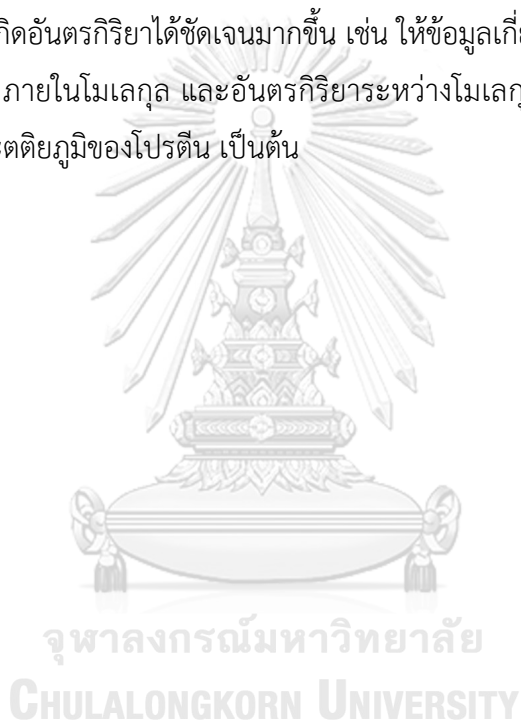 กิดอันตรกิริยาได้ชัดเจนมากขึ้น เช่น ให้ข้อมูลเกี่
ภายในโมเลกุล และอันตรกิริยาระหว่างโมเลกุ
ะตติยภูมิของโปรตีน เป็นต้น
จุฬาลงกรณ์มหาวิทยาลัย
CHULALONGKORN UNIVERSITY